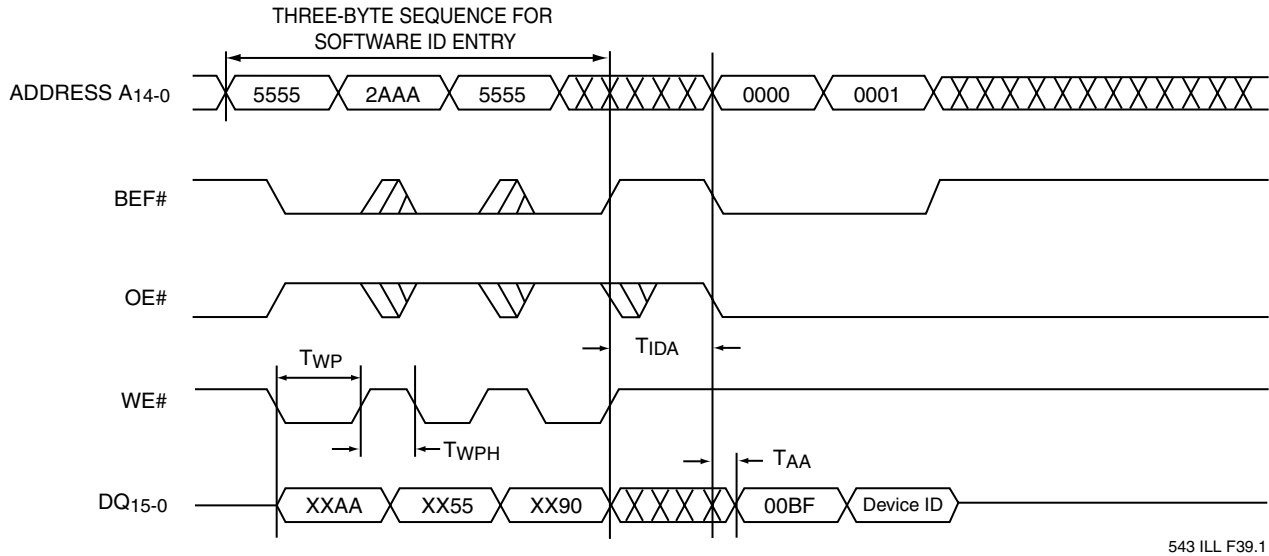 THREE-BYTE SEQUENCE FOR
SOFTWARE ID ENTRY
ADDRESS A14-0
5555 2AAA 5555 0000 0001
BEF#
OE#
TIDA
TWP
WE#
TWPH
TAA
DQ15-0
XXAA XX55 XX90 00BF Device ID
543 ILL F39.1